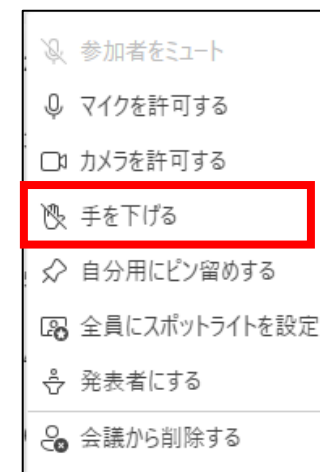 参加者をミュート
マイクを許可する
カメラを許可する
手を下げる
自分用にピン留めする
全員にスポットライトを設定
発表者にする
会議から削除する